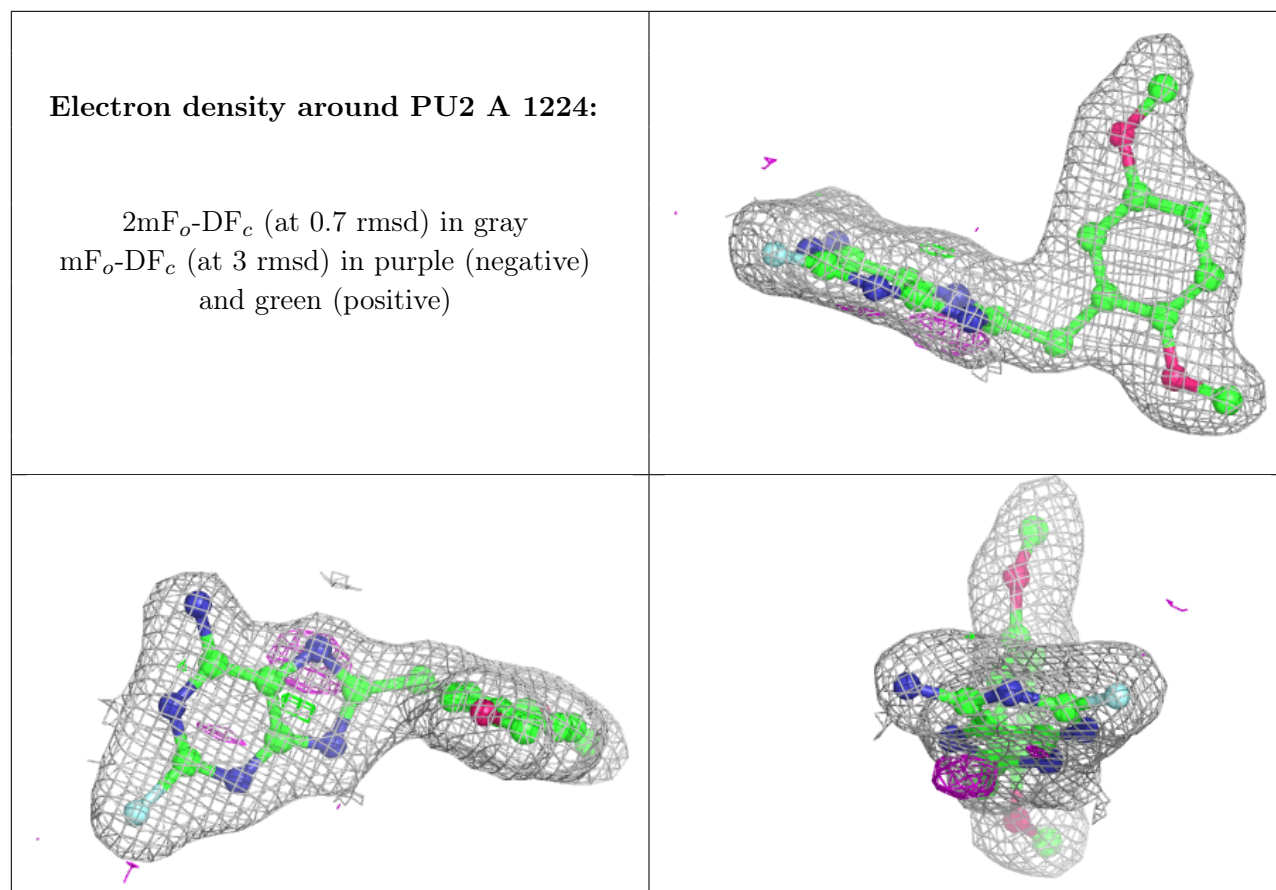 Electron density around PU2 A 1224:
2mFo-DFc (at 0.7 rmsd) in gray
mFo-DFc (at 3 rmsd) in purple (negative)
and green (positive)